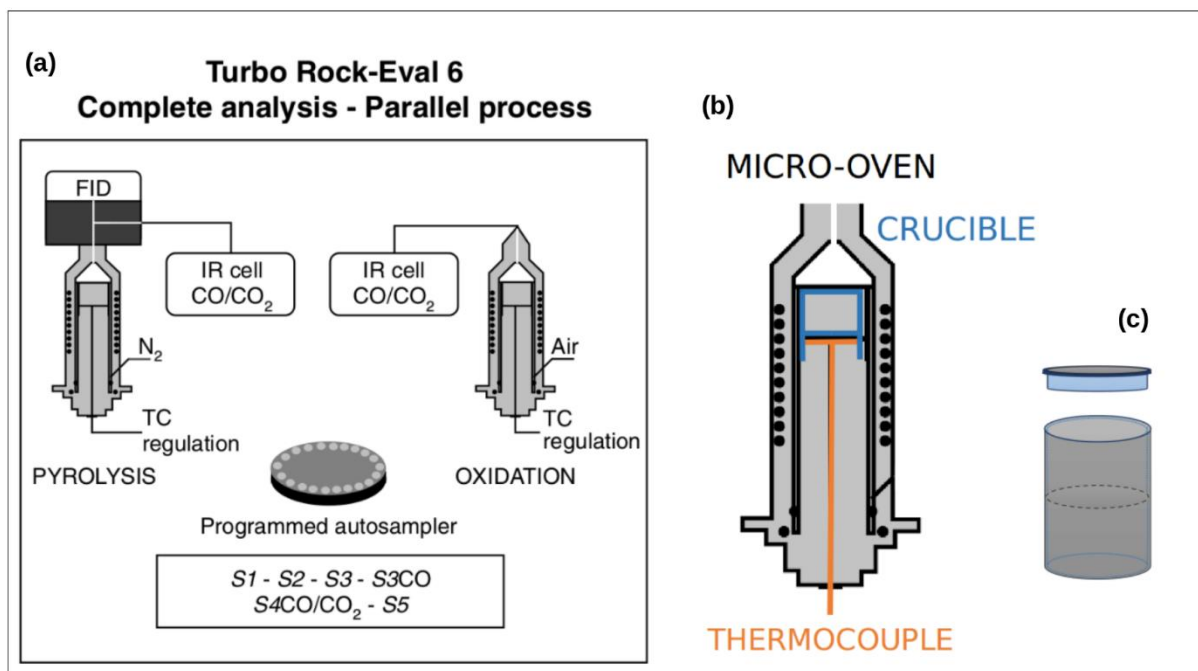 (a)
Turbo Rock-Eval 6
Complete analysis - Parallel process
FID
IR cell
CO/CO₂
IR cell
CO/CO₂
N₂
Air
TC
regulation
TC
regulation
PYROLYSIS
OXIDATION
Programmed autosampler
S1 - S2 - S3 - S3CO
S4CO/CO₂ - S5
(b)
MICRO-OVEN
CRUCIBLE
THERMOCOUPLE
(c)